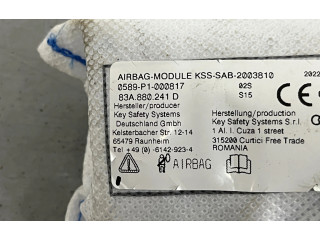 AIRBAG-MODULE KSS-SAB-2003810
2022
0589-P1-000817
02S
83A.880.241 D
S15
CE
Hersteller/producer
Key Safety Systems
Deutschland GmbH
Kelsterbacher Str. 12-14
65479 Raunheim
Tel +49 (0) -6142-923-4
Herstellung/production
Key Safety Systems S.r.l
1 Al. I. Cuza 1 street
315200 Curtici Free Trade
ROMANIA
AIRBAG